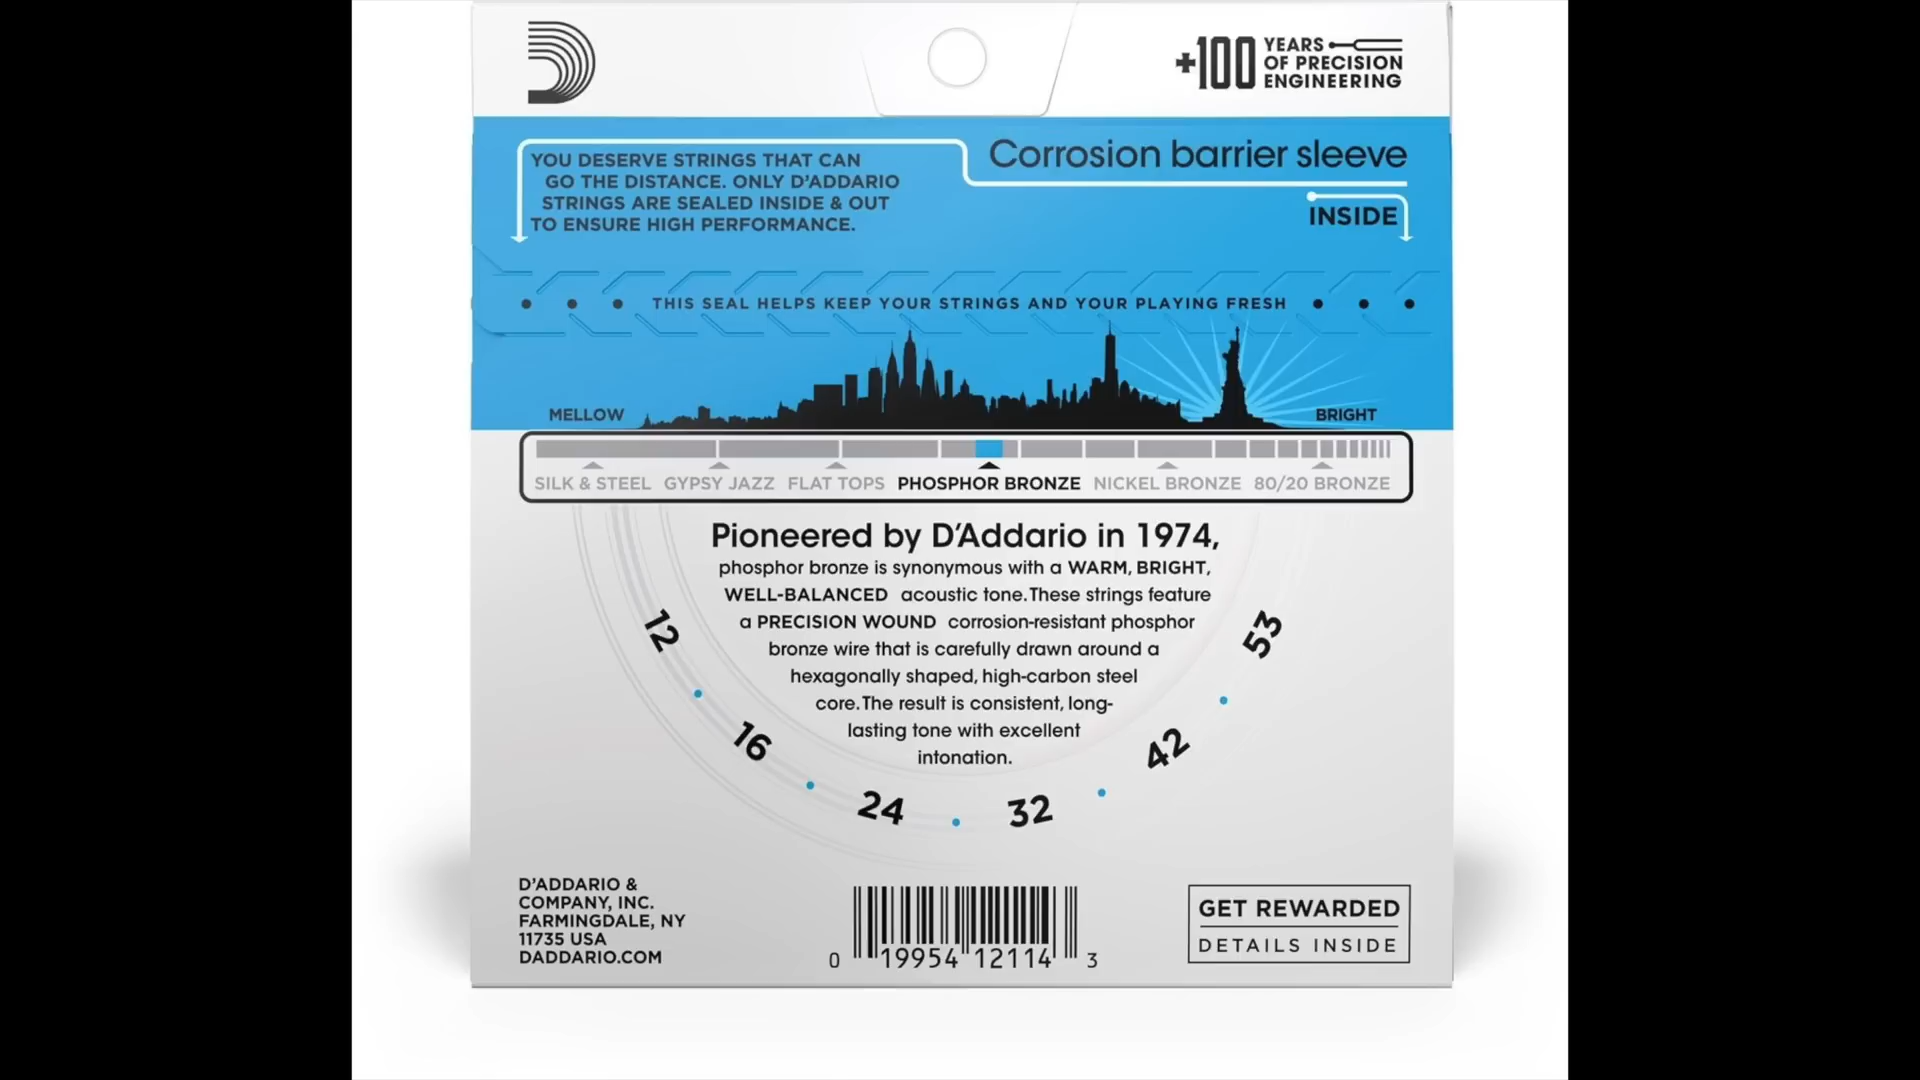 +100 YEARS
OF PRECISION
ENGINEERING
YOU DESERVE STRINGS THAT CAN
GO THE DISTANCE. ONLY D'ADDARIO
STRINGS ARE SEALED INSIDE & OUT
TO ENSURE HIGH PERFORMANCE.
Corrosion barrier sleeve
INSIDE
THIS SEAL HELPS KEEP YOUR STRINGS AND YOUR PLAYING FRESH
MELLOW
BRIGHT
SILK & STEEL GYPSY JAZZ FLAT TOPS PHOSPHOR BRONZE NICKEL BRONZE 80/20 BRONZE
Pioneered by D'Addario in 1974,
phosphor bronze is synonymous with a WARM, BRIGHT,
WELL-BALANCED acoustic tone. These strings feature
a PRECISION WOUND corrosion-resistant phosphor
bronze wire that is carefully drawn around a
hexagonally shaped, high-carbon steel
core. The result is consistent, long-
lasting tone with excellent
intonation.
12
16
24
32
42
53
D'ADDARIO &
COMPANY, INC.
FARMINGDALE, NY
11735 USA
DADDARIO.COM
0 19954 12114 3
GET REWARDED
DETAILS INSIDE